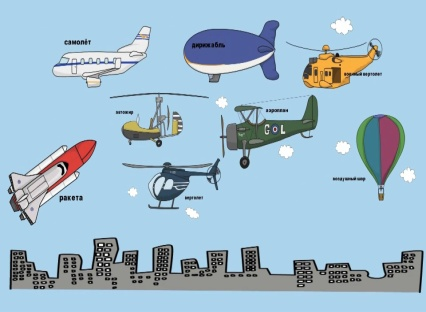 самолёт
дирижабль
военный вертолет
автожир
аэроплан
G L
воздушный шар
вертолет
ракета